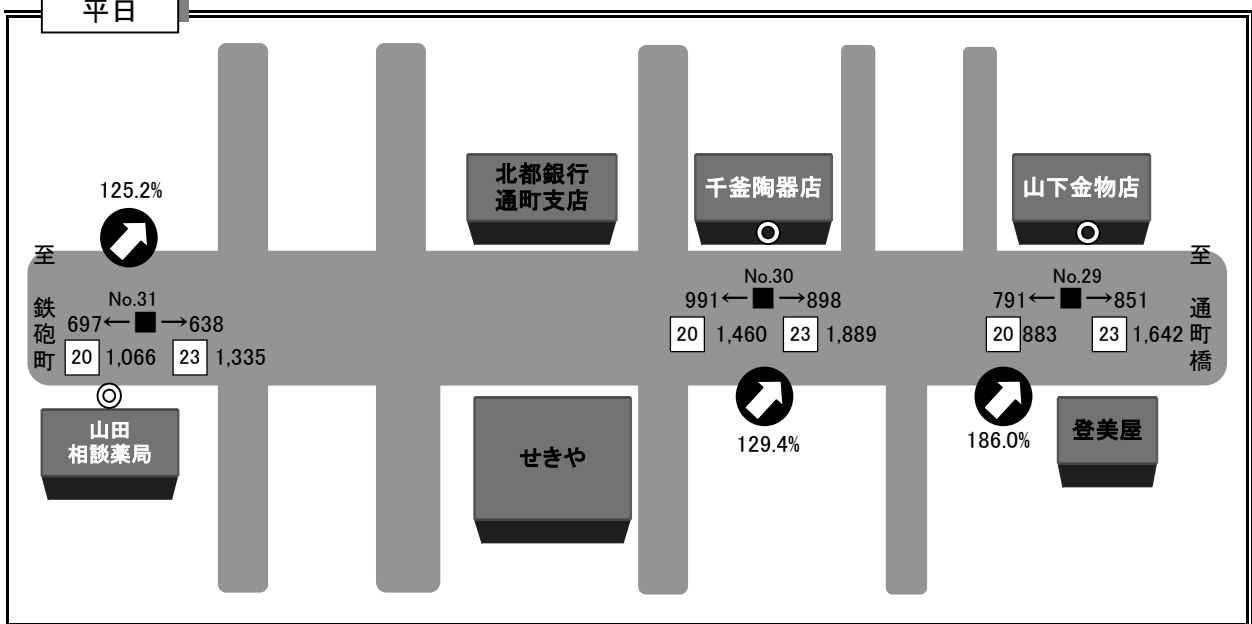 平日
125.2%
北都銀行
通町支店
千釜陶器店
山下金物店
至 鉄砲町
至 通町橋
No.31
697←■→638
20 1,066 23 1,335
No.30
991←■→898
20 1,460 23 1,889
No.29
791←■→851
20 883 23 1,642
山田
相談薬局
せきや
129.4%
186.0%
登美屋